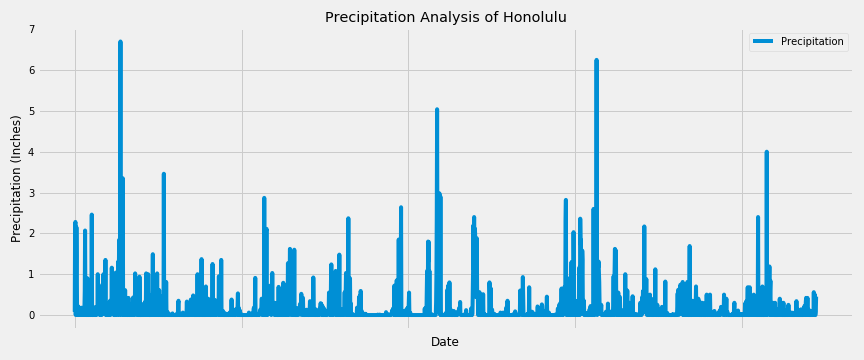 Precipitation Analysis of Honolulu
Precipitation
Precipitation (Inches)
7
6
5
4
3
2
1
0
Date